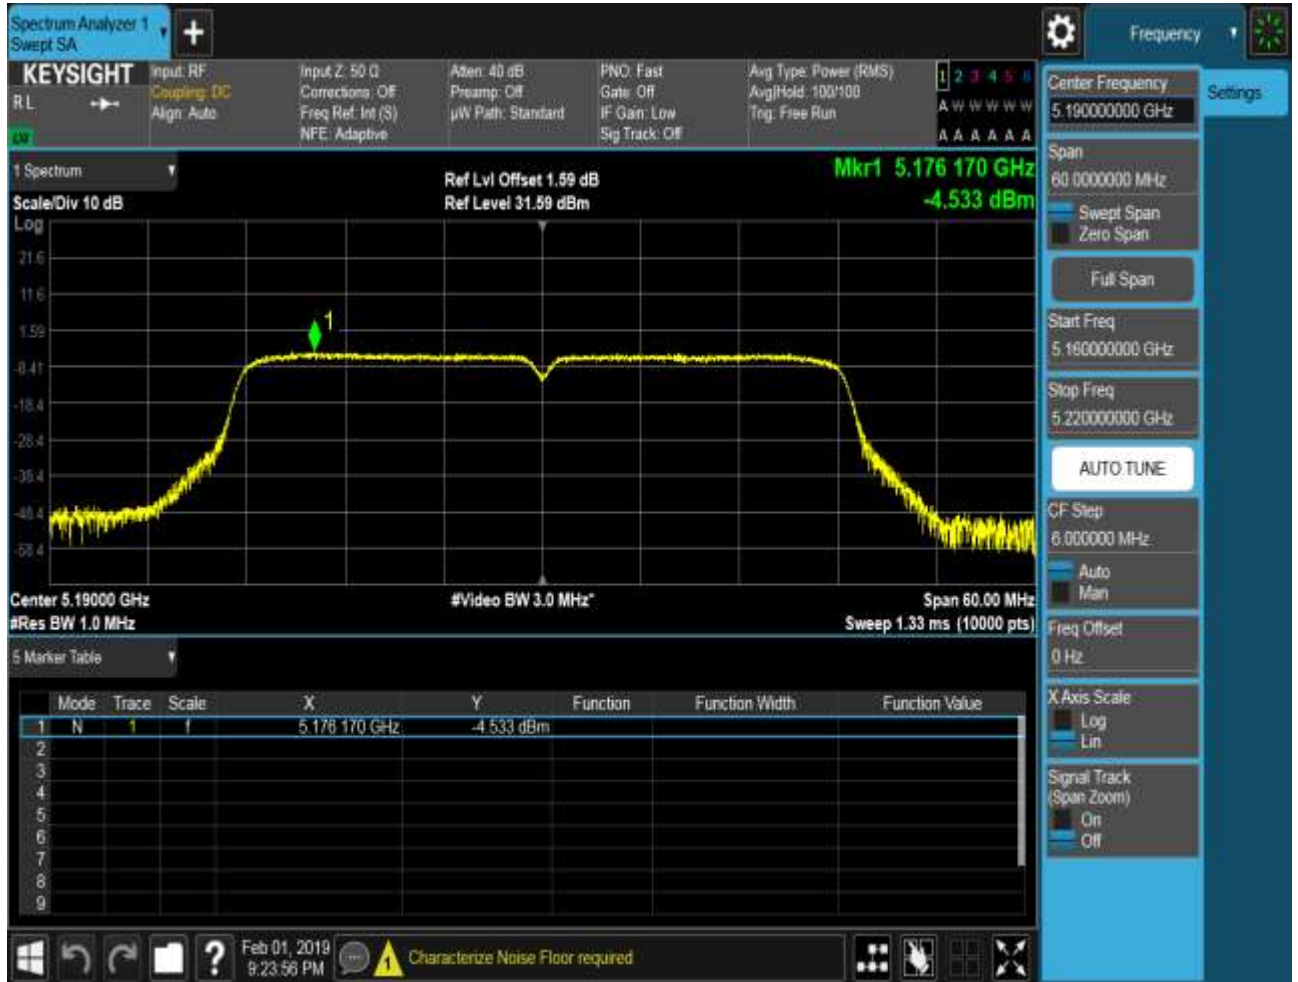 Spectrum Analyzer 1
Swept SA
+
Frequency
KEYSIGHT
R L
Input: RF
Coupling: DC
Align: Auto
Input Z: 50 Ω
Corrections: Off
Freq Ref: Int (S)
NFE: Adaptive
Atten: 40 dB
Preamp: Off
µW Path: Standard
PNO: Fast
Gate: Off
IF Gain: Low
Sig Track: Off
Avg Type: Power (RMS)
Avg|Hold: 100/100
Trig: Free Run
1 2 3 4 5 6
A W W W W W
A A A A A A
1 Spectrum
Scale/Div 10 dB
Ref Lvl Offset 1.59 dB
Ref Level 31.59 dBm
Mkr1 5.176 170 GHz
-4.533 dBm
Log
21.6
11.6
1.59
-8.41
-18.4
-28.4
-38.4
-48.4
-58.4
1
Center 5.19000 GHz
#Res BW 1.0 MHz
#Video BW 3.0 MHz*
Span 60.00 MHz
Sweep 1.33 ms (10000 pts)
5 Marker Table
Mode Trace Scale X Y Function Function Width Function Value
1 N 1 f 5.176 170 GHz -4.533 dBm
2
3
4
5
6
7
8
9
Feb 01, 2019
9:23:56 PM
?
1
Characterize Noise Floor required
Settings
Center Frequency
5.190000000 GHz
Span
60.0000000 MHz
Swept Span
Zero Span
Full Span
Start Freq
5.160000000 GHz
Stop Freq
5.220000000 GHz
AUTO TUNE
CF Step
6.000000 MHz
Auto
Man
Freq Offset
0 Hz
X Axis Scale
Log
Lin
Signal Track
(Span Zoom)
On
Off